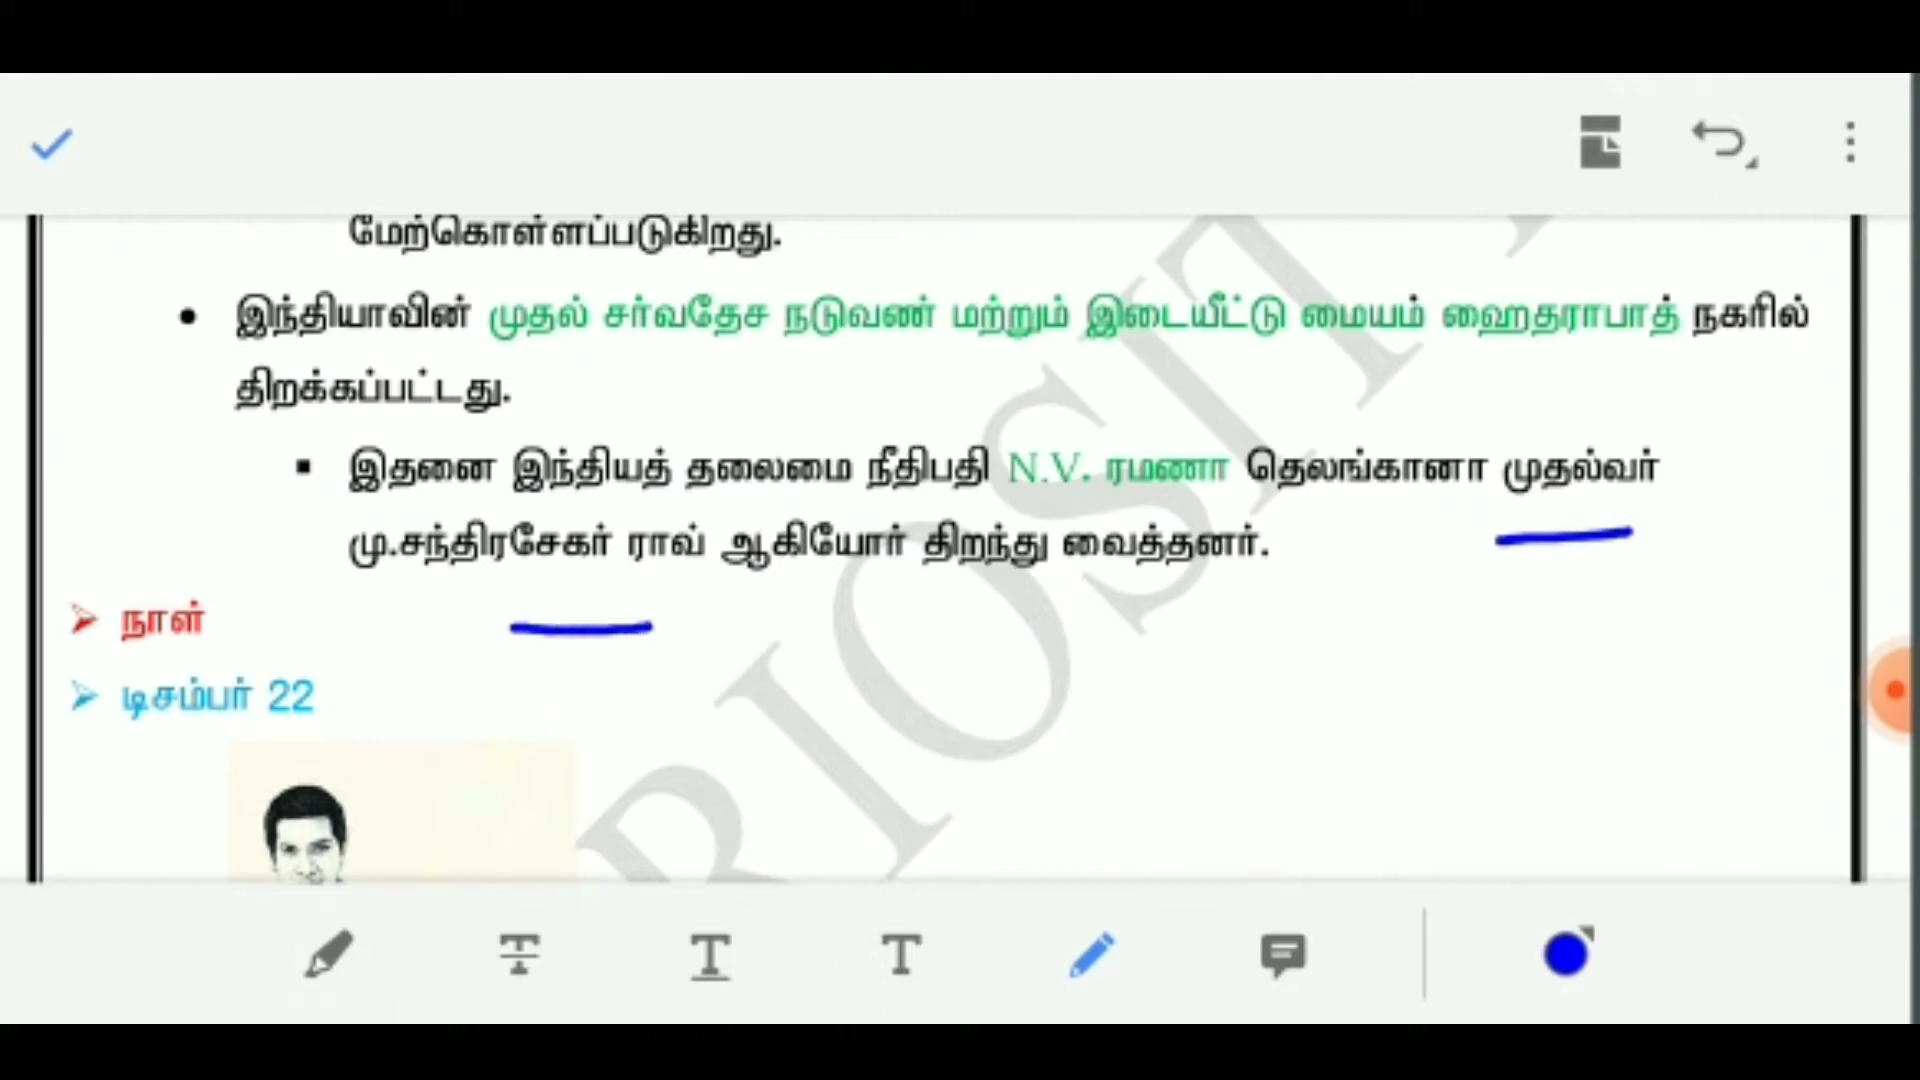 மேற்கொள்ளப்படுகிறது.
• இந்தியாவின் முதல் சர்வதேச நடுவண் மற்றும் இடையீட்டு மையம் ஹைதராபாத் நகரில்
திறக்கப்பட்டது.
▪ இதனை இந்தியத் தலைமை நீதிபதி N.V. ரமணா தெலங்கானா முதல்வர்
மு.சந்திரசேகர் ராவ் ஆகியோர் திறந்து வைத்தனர்.
➢ நாள்
➢ டிசம்பர் 22
RIOSIT